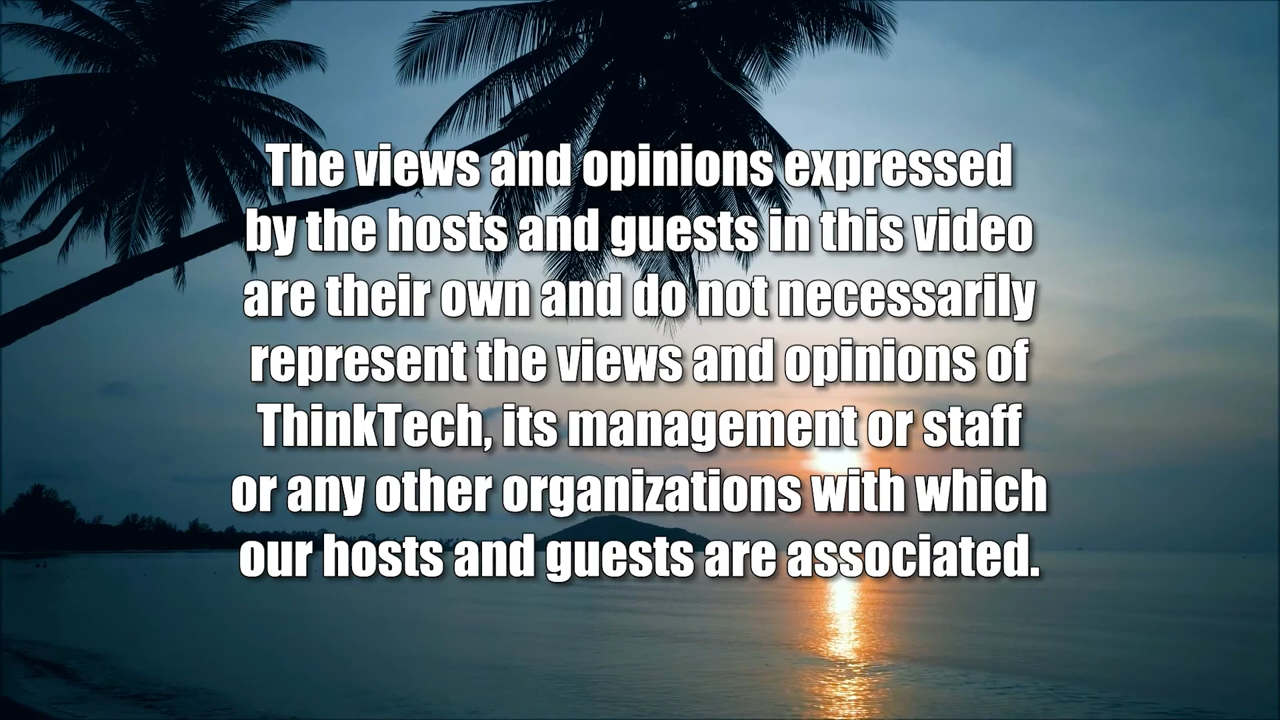 The views and opinions expressed
by the hosts and guests in this video
are their own and do not necessarily
represent the views and opinions of
ThinkTech, its management or staff
or any other organizations with which
our hosts and guests are associated.